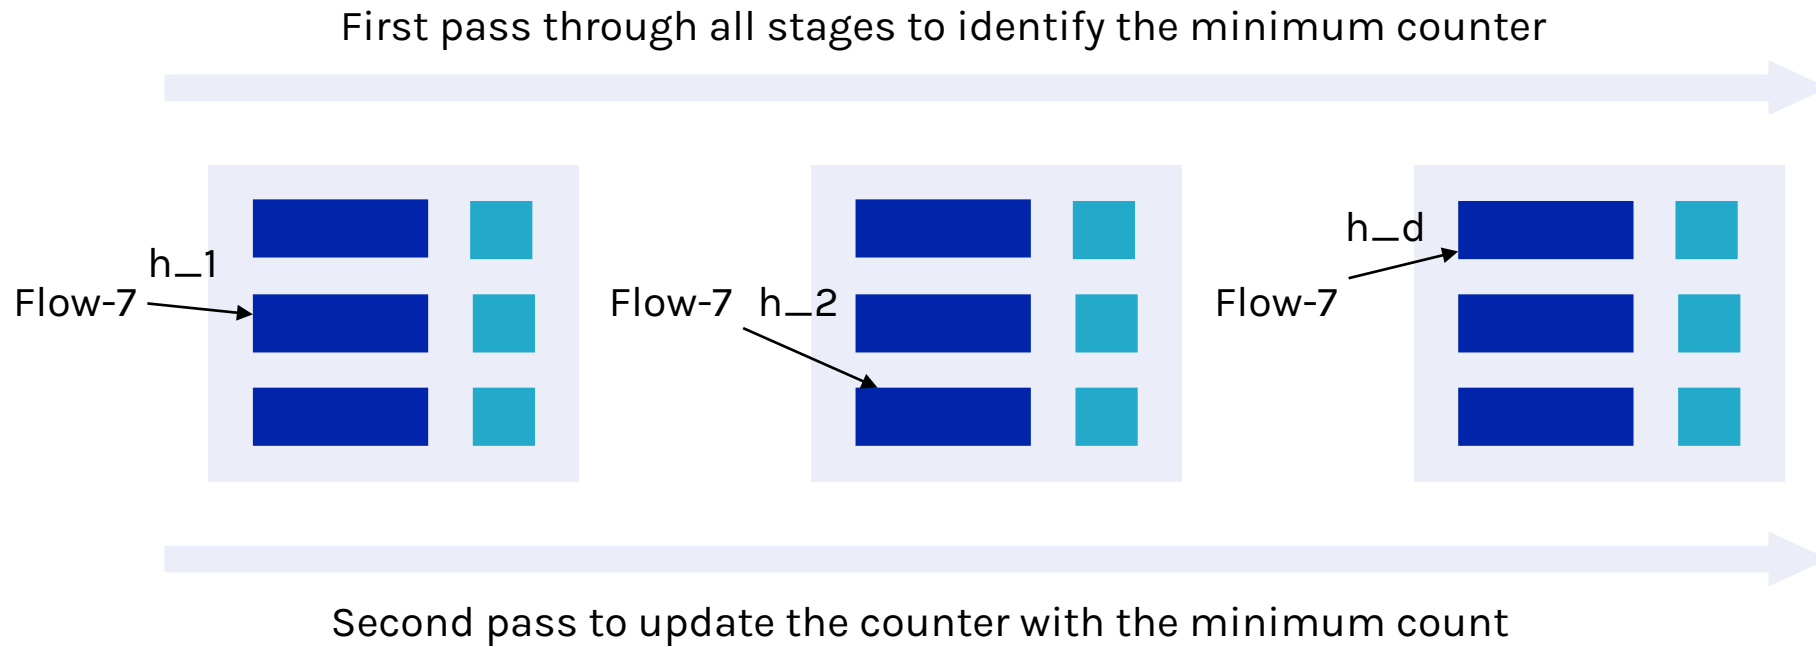 First pass through all stages to identify the minimum counter
h_1
Flow-7
Flow-7 h_2
h_d
Flow-7
Second pass to update the counter with the minimum count